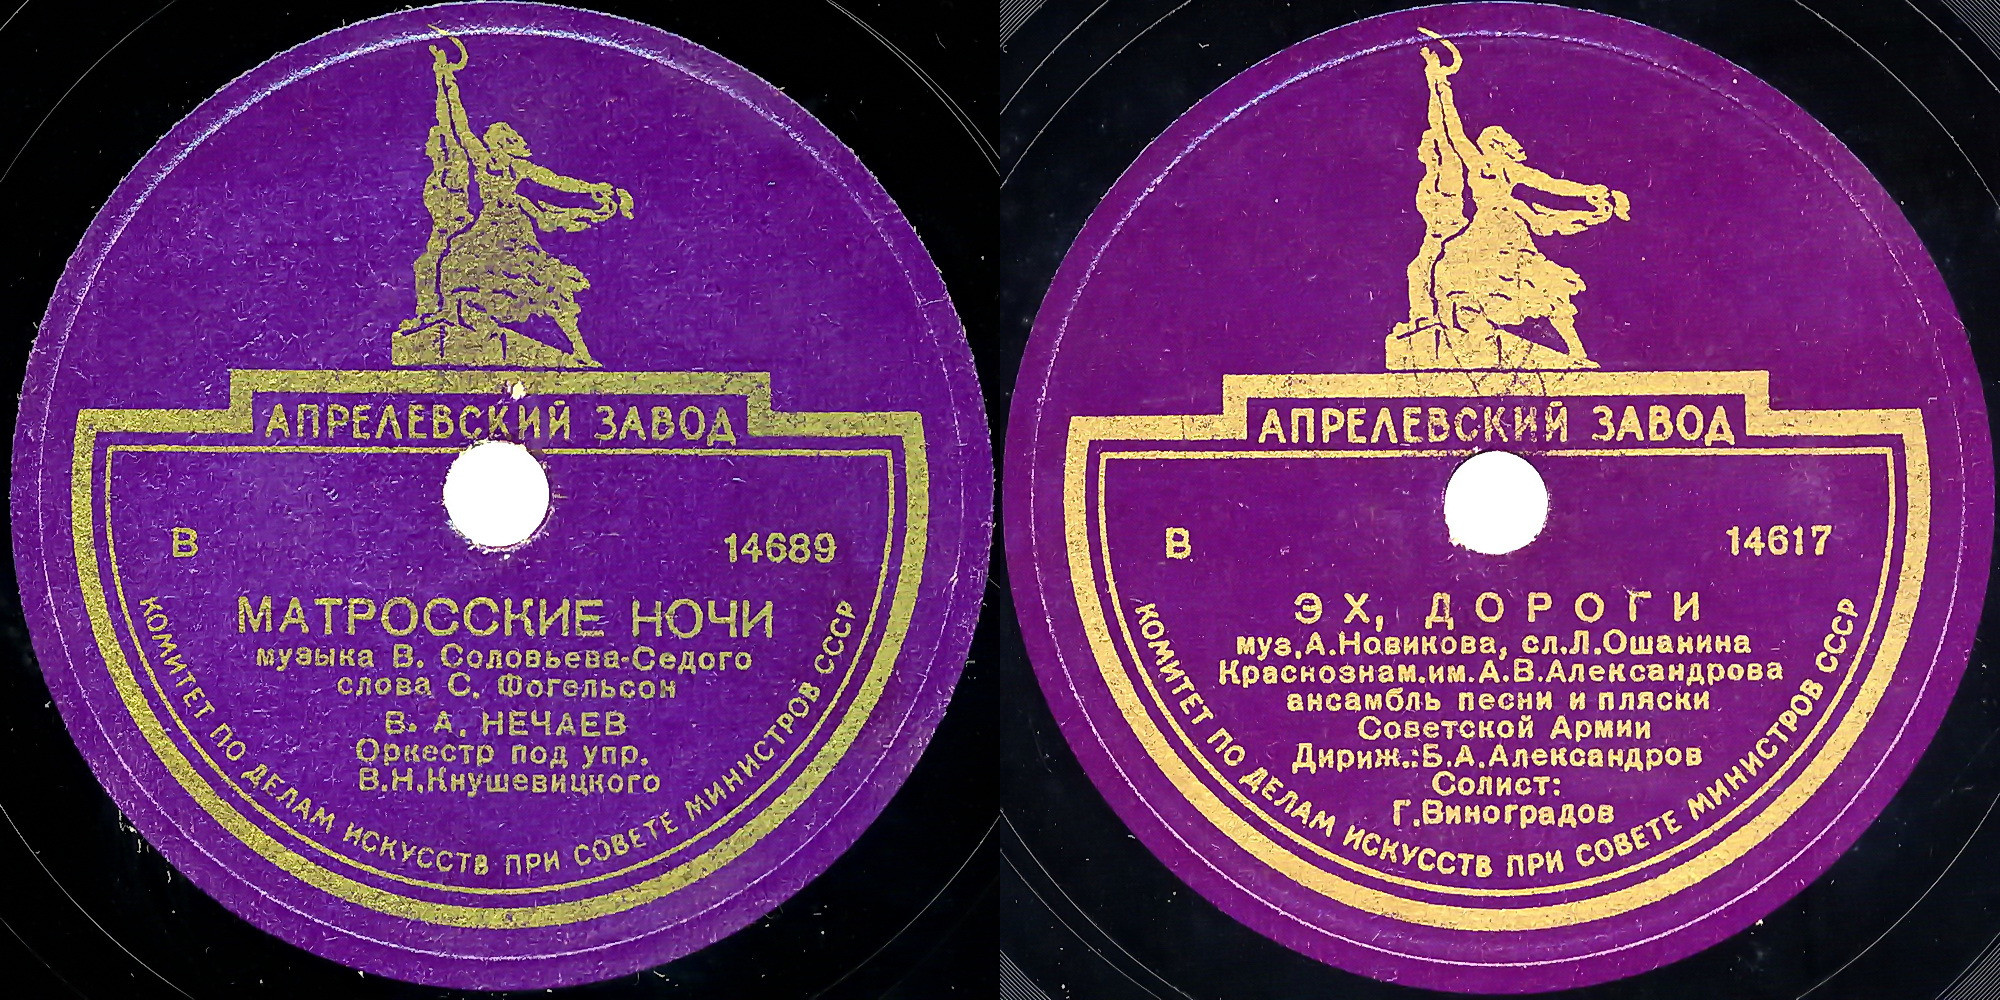 АПРЕЛЕВСКИЙ ЗАВОД
В 14689
МАТРОССКИЕ НОЧИ
музыка В. Соловьева-Седого
слова С. Фогельсон
В. А. НЕЧАЕВ
Оркестр под упр.
В.Н.Кнушевицкого
КОМИТЕТ ПО ДЕЛАМ ИСКУССТВ ПРИ СОВЕТЕ МИНИСТРОВ СССР
АПРЕЛЕВСКИЙ ЗАВОД
В 14617
ЭХ, ДОРОГИ
муз.А.Новикова, сл.Л.Ошанина
Краснознам.им.А.В.Александрова
ансамбль песни и пляски
Советской Армии
Дириж.:Б.А.Александров
Солист:
Г.Виноградов
КОМИТЕТ ПО ДЕЛАМ ИСКУССТВ ПРИ СОВЕТЕ МИНИСТРОВ СССР